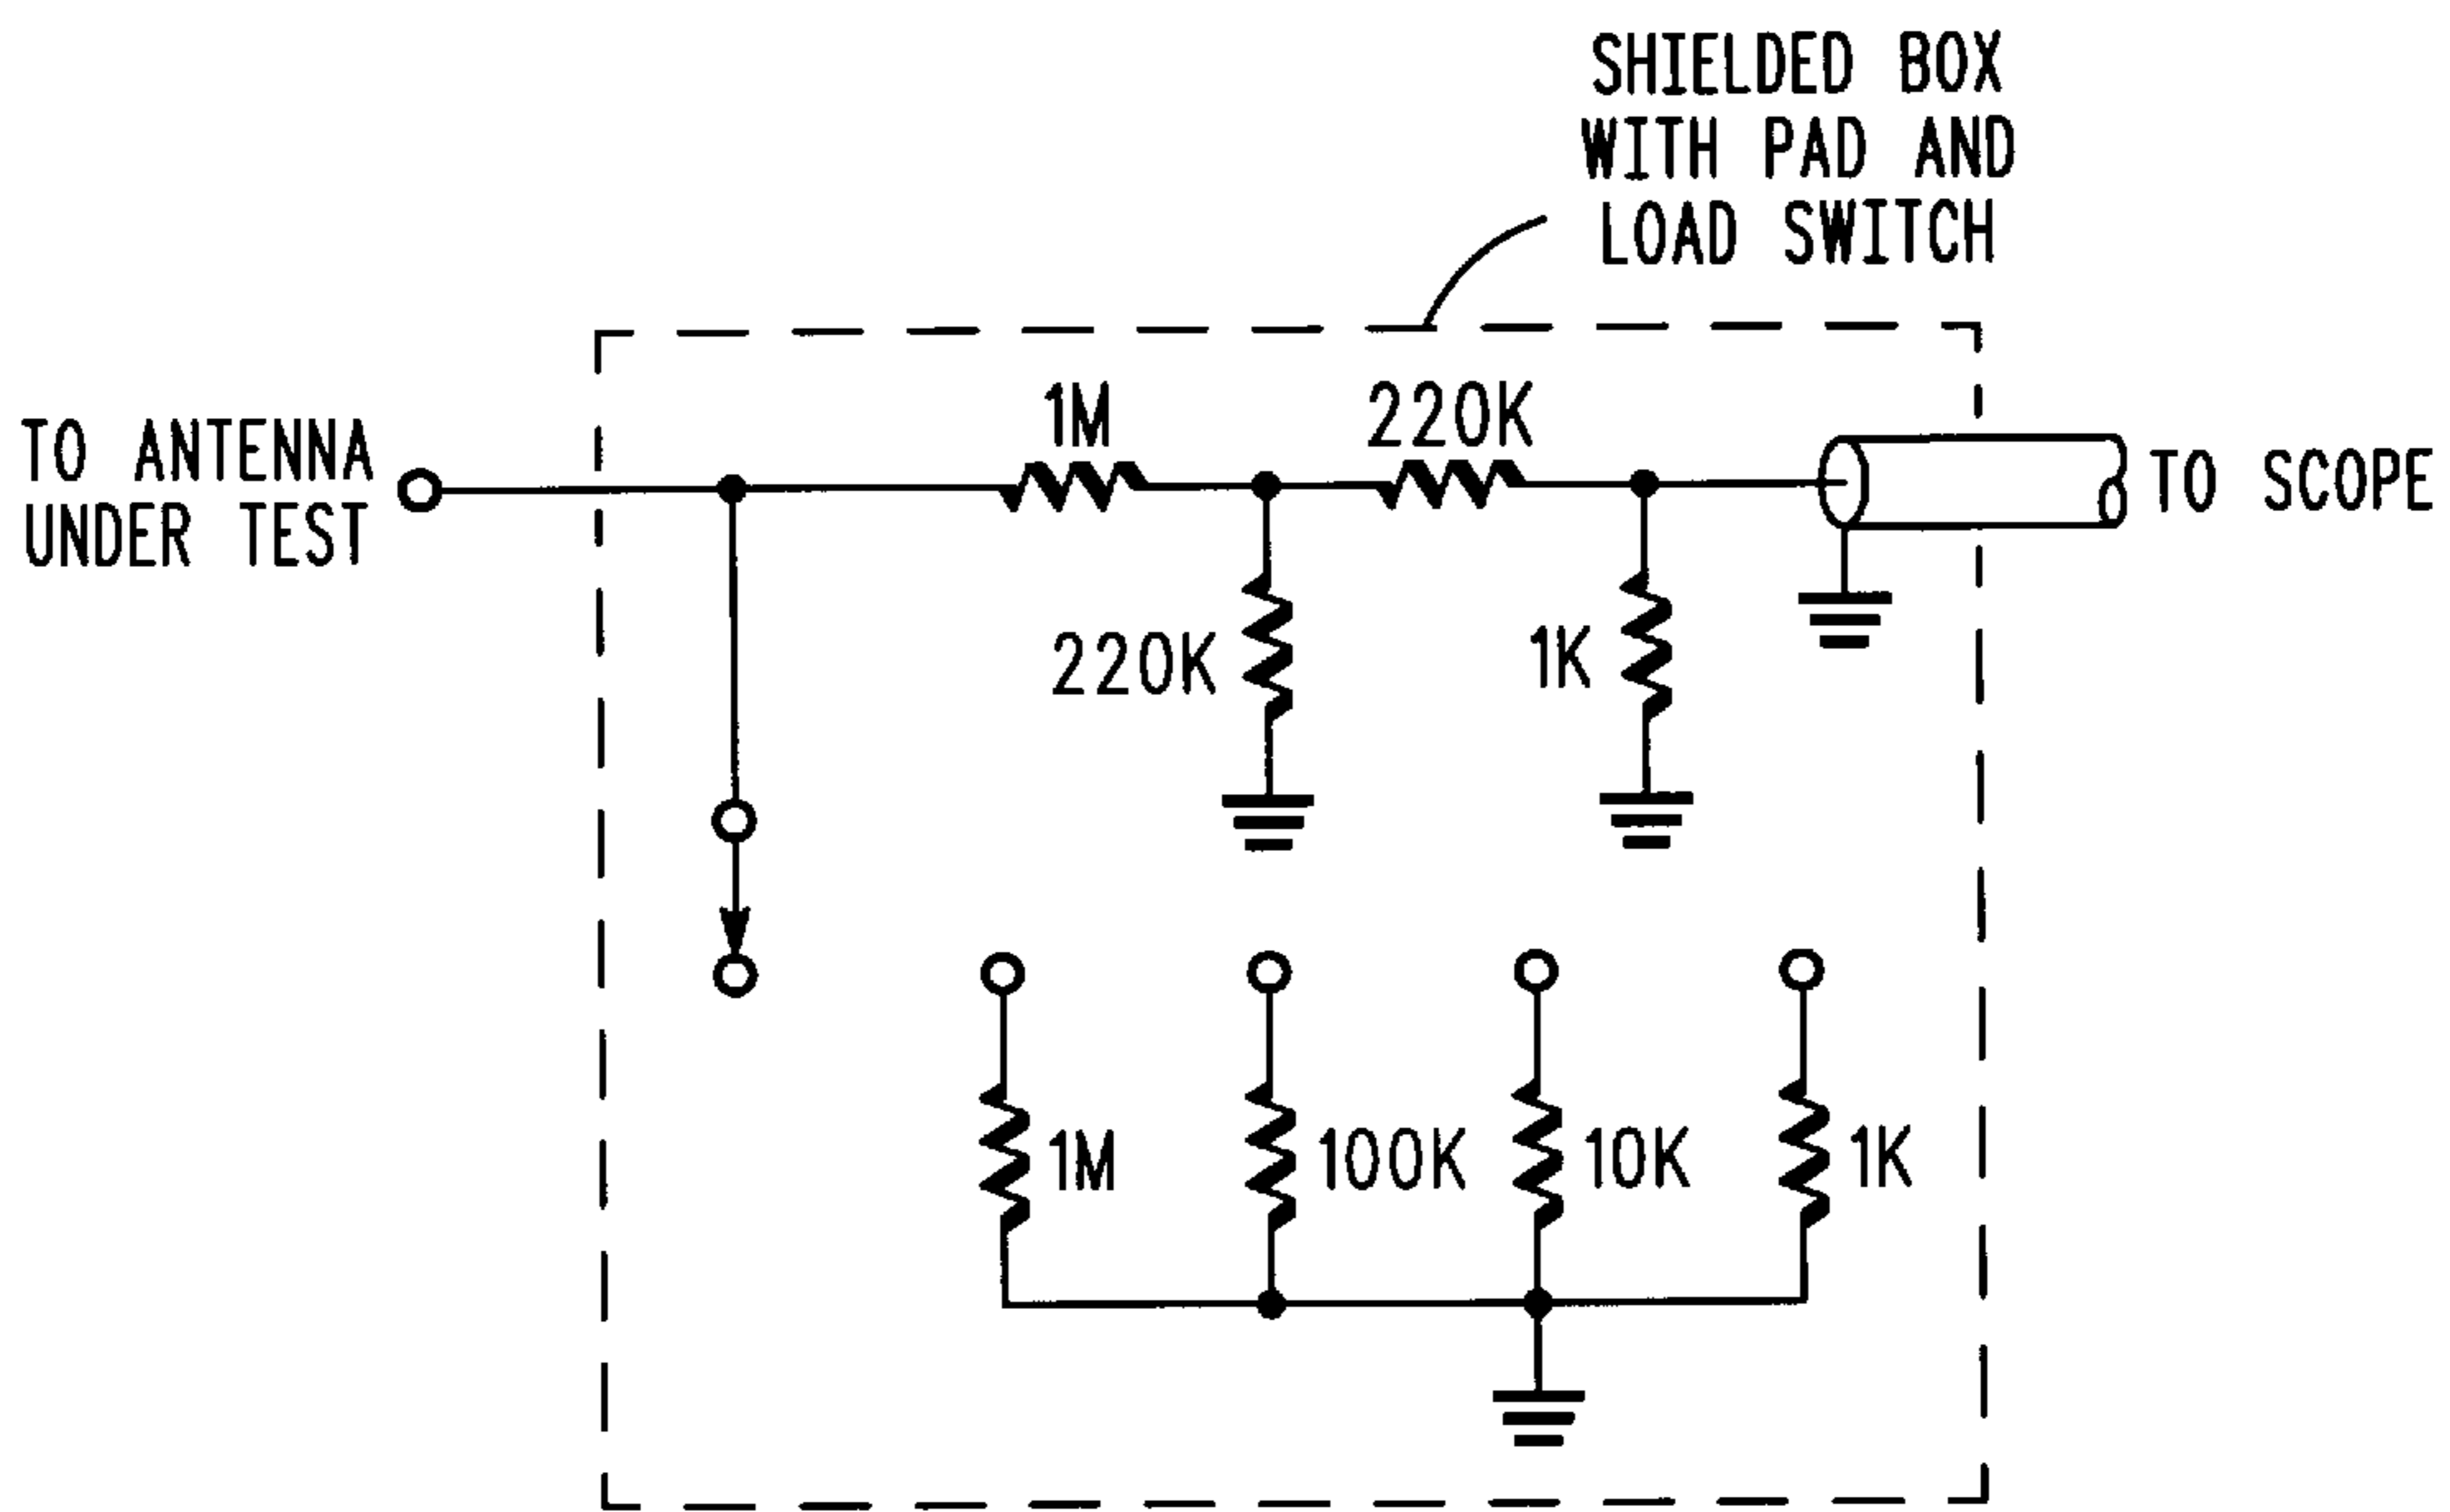 SHIELDED BOX
WITH PAD AND
LOAD SWITCH
TO ANTENNA
UNDER TEST
1M
220K
TO SCOPE
220K
1K
1M
100K
10K
1K